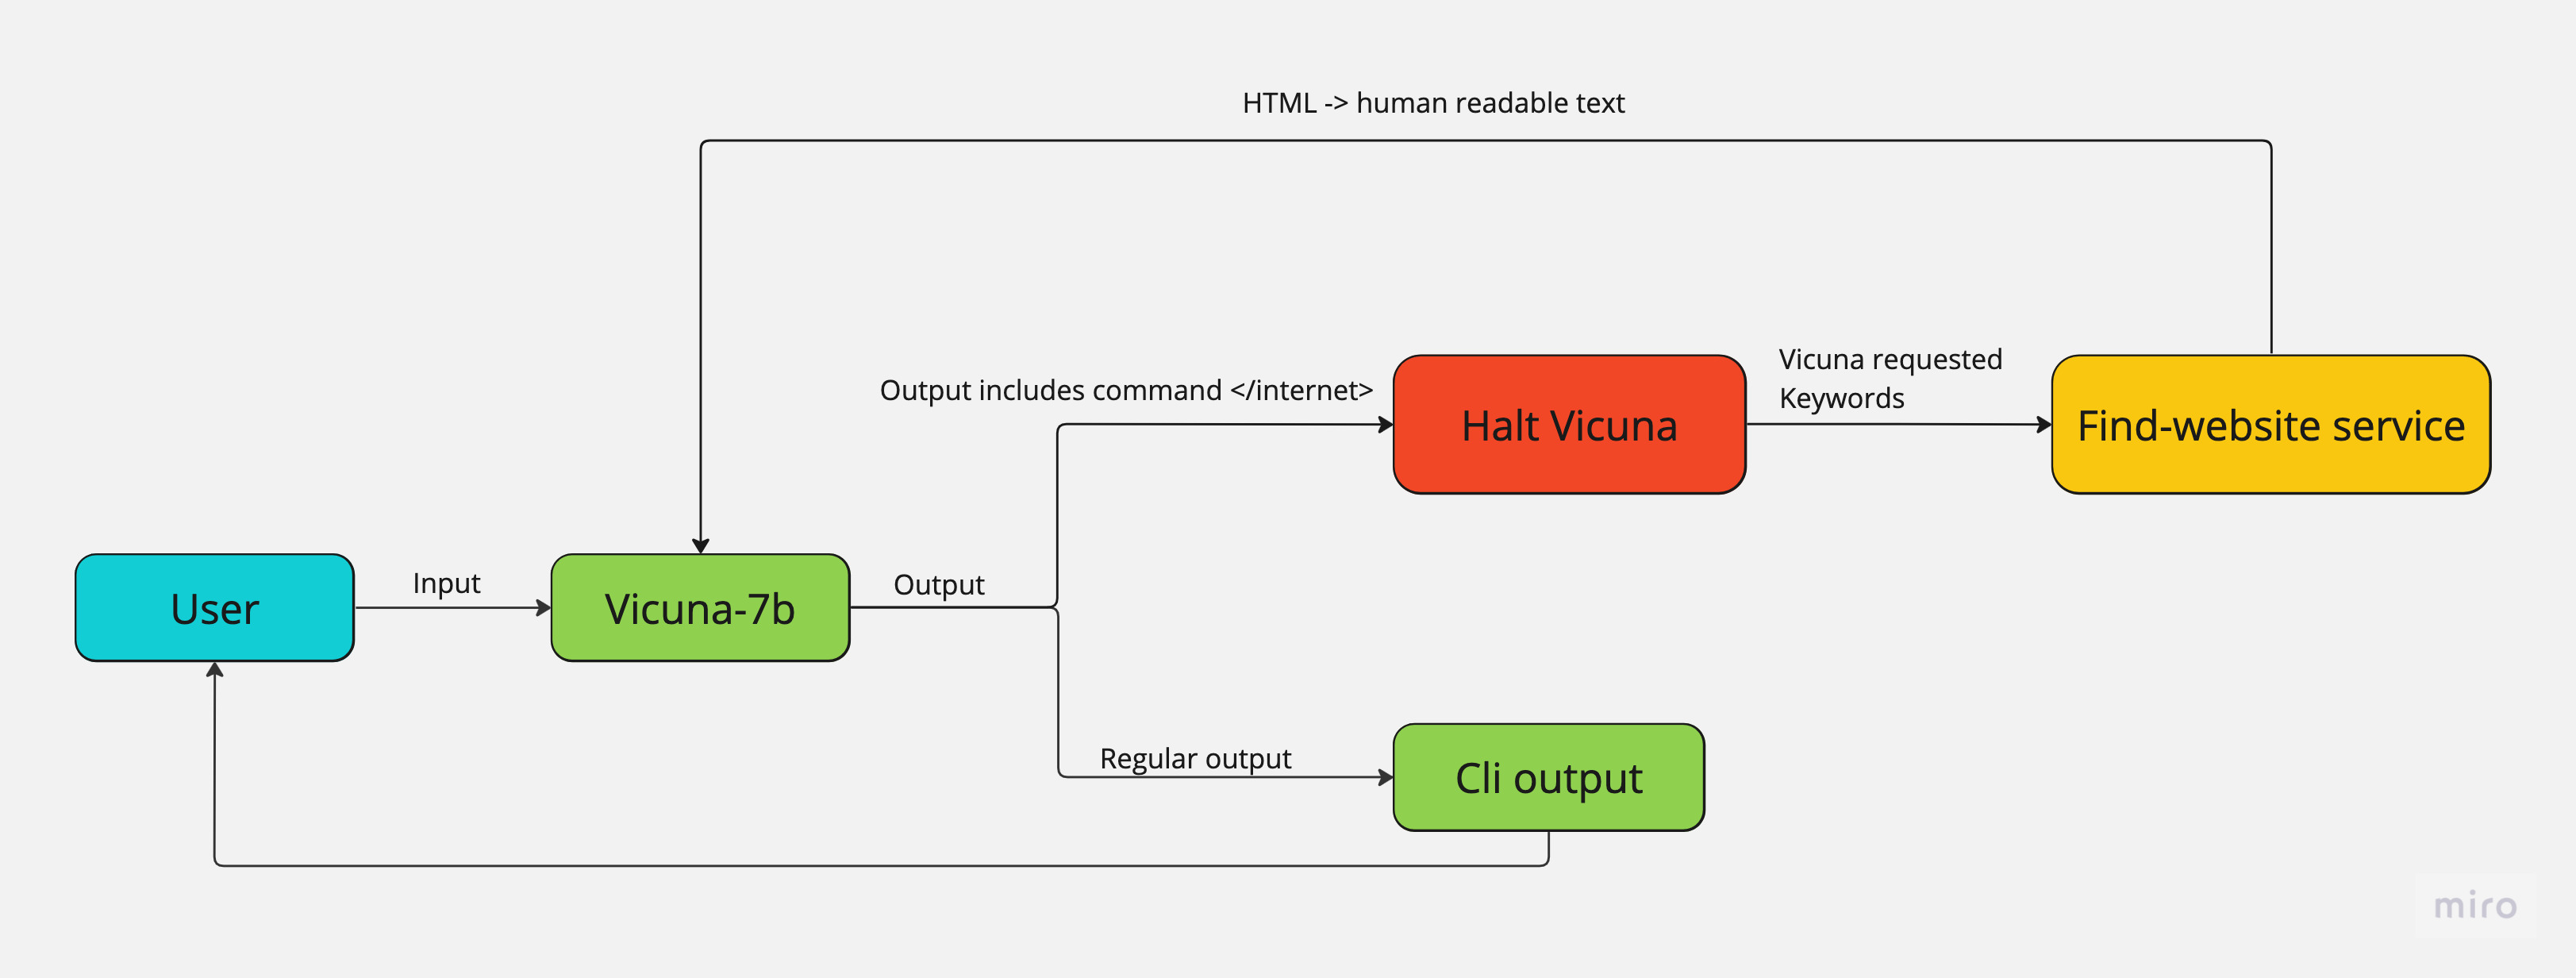 HTML -> human readable text
Output includes command </internet>
Halt Vicuna
Vicuna requested
Keywords
Find-website service
User
Input
Vicuna-7b
Output
Regular output
Cli output
miro